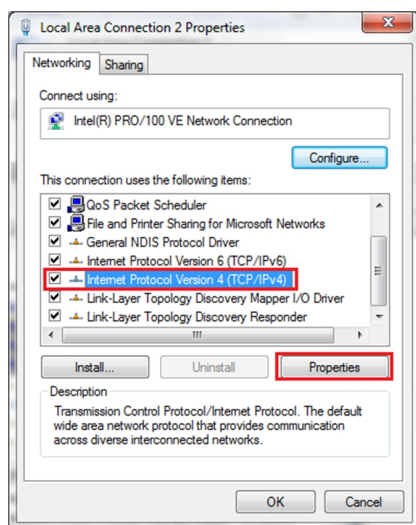 Local Area Connection 2 Properties
Networking
Sharing
Connect using:
Intel(R) PRO/100 VE Network Connection
Configure...
This connection uses the following items:
QoS Packet Scheduler
File and Printer Sharing for Microsoft Networks
General NDIS Protocol Driver
Internet Protocol Version 6 (TCP/IPv6)
Internet Protocol Version 4 (TCP/IPv4)
Link-Layer Topology Discovery Mapper I/O Driver
Link-Layer Topology Discovery Responder
Install...
Uninstall
Properties
Description
Transmission Control Protocol/Internet Protocol. The default
wide area network protocol that provides communication
across diverse interconnected networks.
OK
Cancel